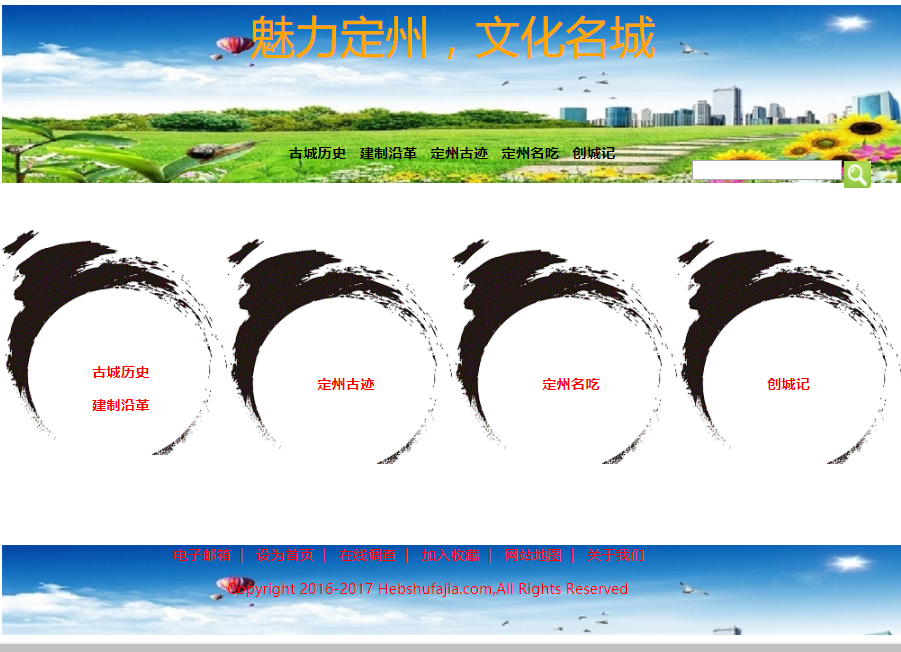 魅力定州，文化名城
古城历史 建制沿革 定州古迹 定州名吃 创城记
古城历史
建制沿革
定州古迹
定州名吃
创城记
电子邮箱 | 设为首页 | 在线调查 | 加入收藏 | 网站地图 | 关于我们
Copyright 2016-2017 Hebshufajia.com,All Rights Reserved